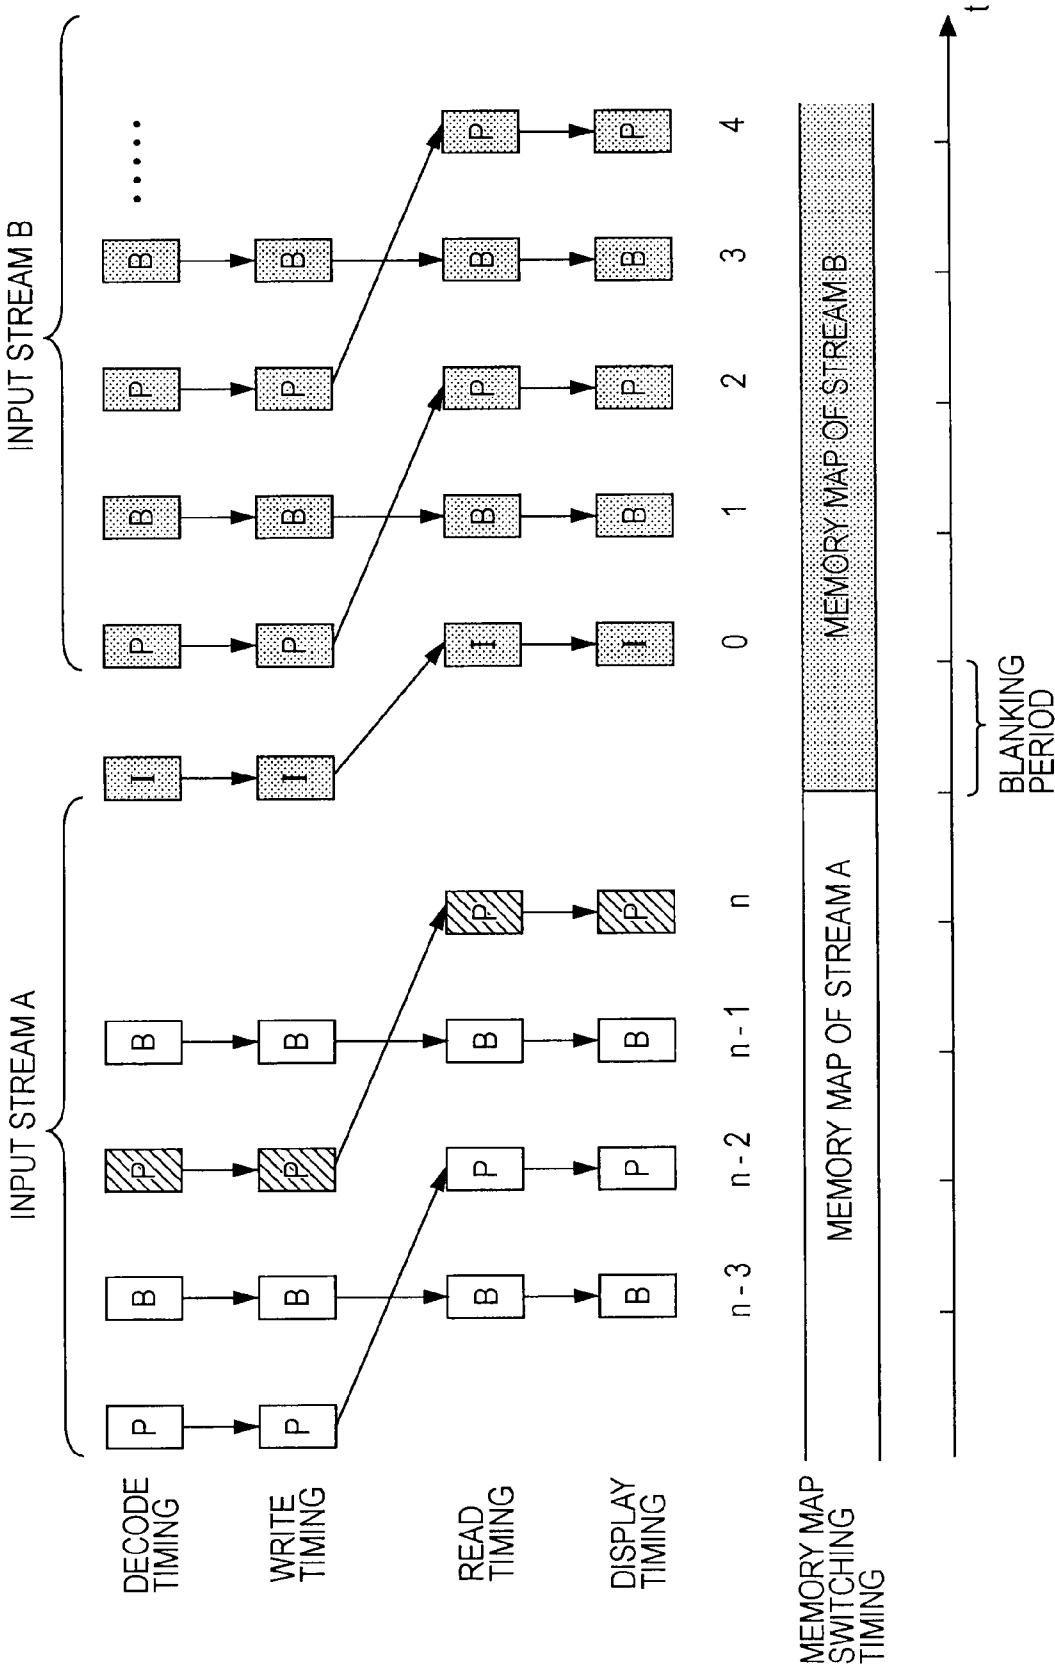 INPUT STREAM A
INPUT STREAM B
DECODE
TIMING
P B P B I P B P B .....
WRITE
TIMING
P B P B I P B P B
READ
TIMING
B P B P I B P B P
DISPLAY
TIMING
B P B P I B P B P
n-3 n-2 n-1 n 0 1 2 3 4
MEMORY MAP
SWITCHING
TIMING
MEMORY MAP OF STREAM A
MEMORY MAP OF STREAM B
t
BLANKING
PERIOD